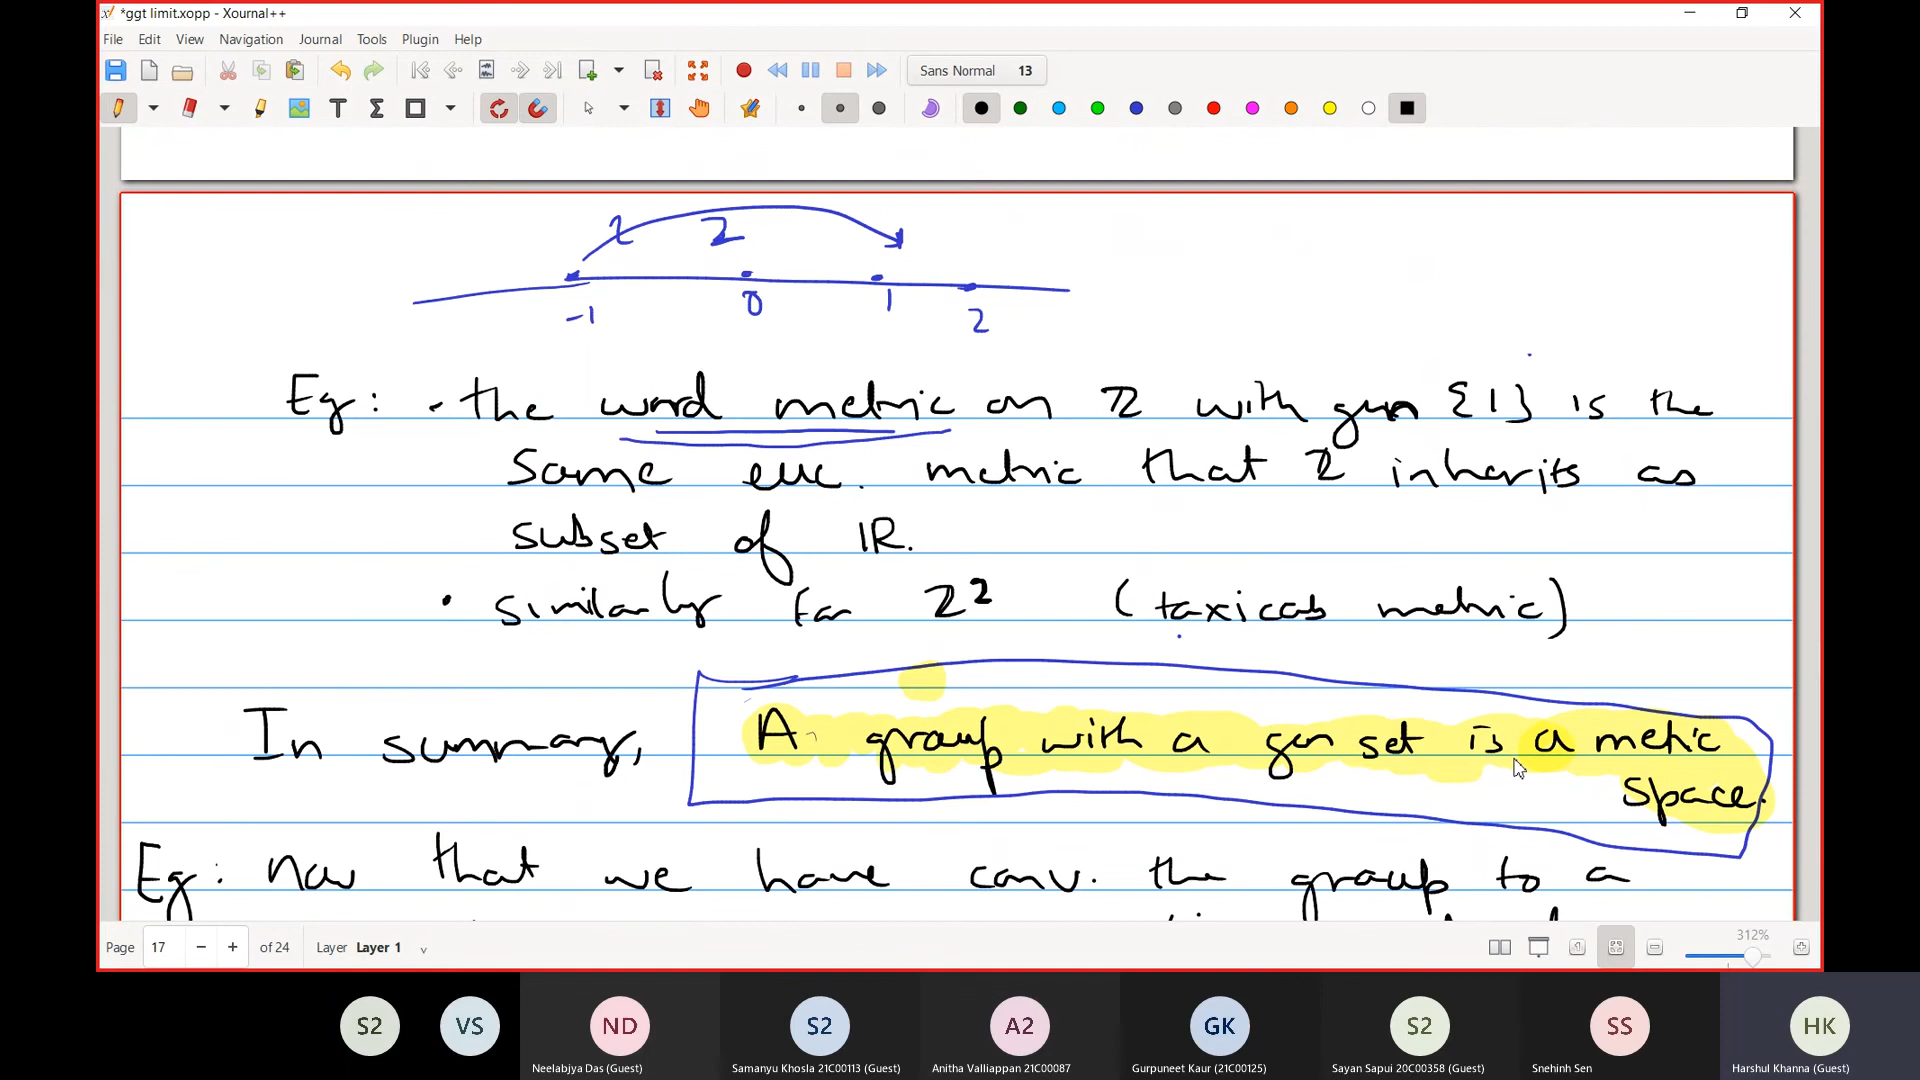 *ggt limit.xopp - Xournal++
File Edit View Navigation Journal Tools Plugin Help
Sans Normal 13
2
-1 0 1 2
Eg: • the word metric on ℤ with gen {1} is the
same euc. metric that ℤ inherits as
subset of ℝ.
• similarly for ℤ² (taxicab metric)
In summary, A group with a gen set is a metric
space.
Eg: Now that we have conv. the group to a
Page 17 of 24 Layer Layer 1 312%
S2 VS ND S2 A2 GK S2 SS HK
Neelabjya Das (Guest) Samanyu Khosla 21C00113 (Guest) Anitha Valliappan 21C00087 Gurpuneet Kaur (21C00125) Sayan Sapui 20C00358 (Guest) Snehinh Sen Harshul Khanna (Guest)